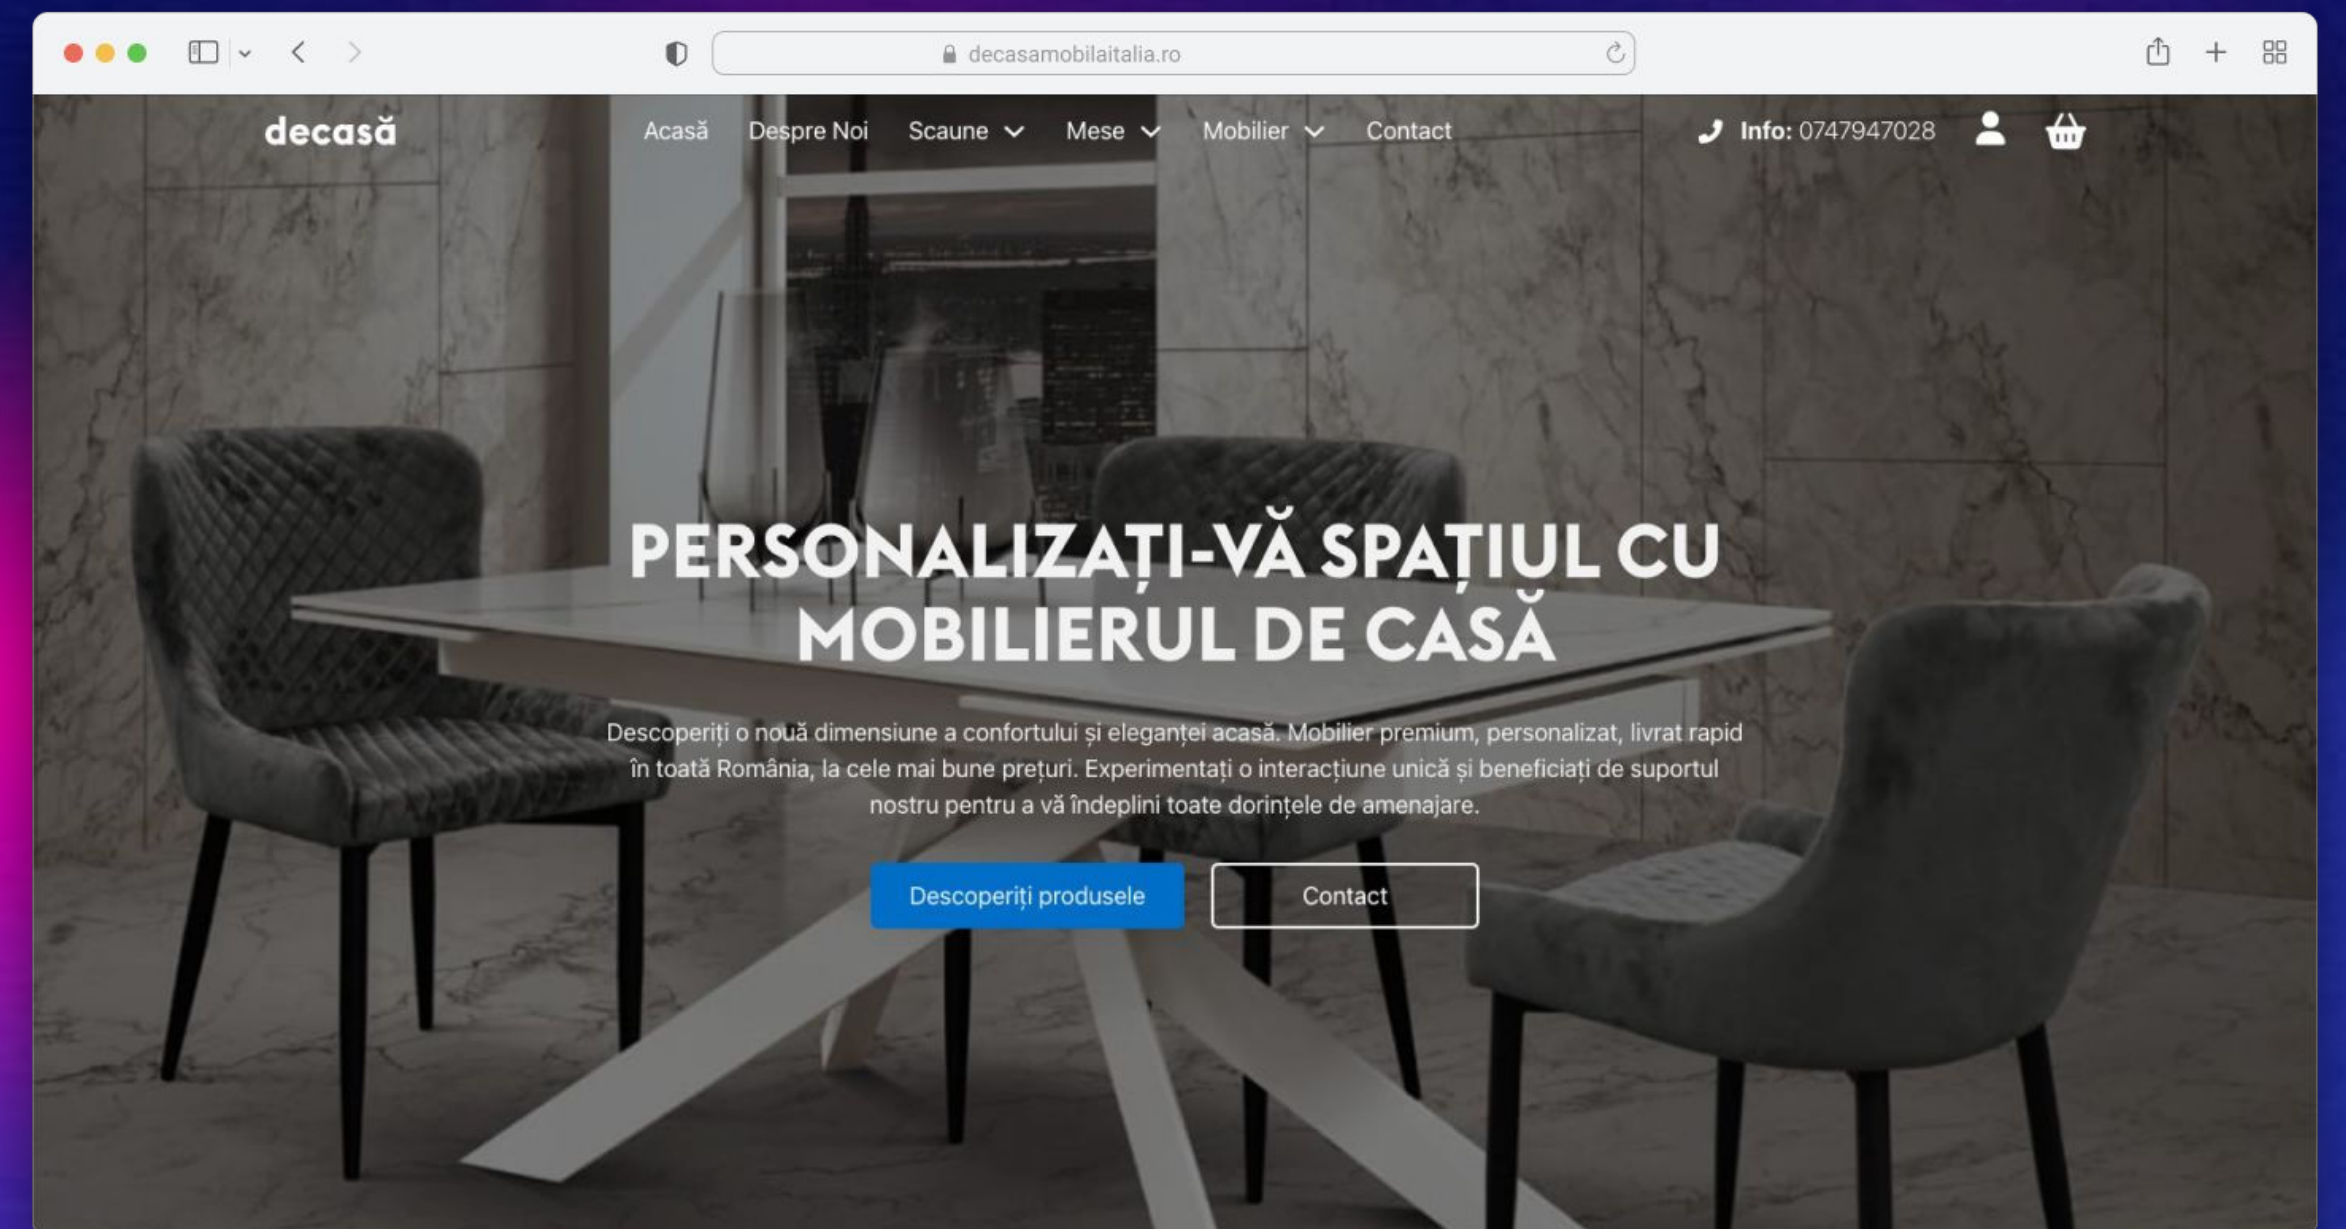 decasamobilaitalia.ro
decasă
Acasă Despre Noi Scaune Mese Mobilier Contact
Info: 0747947028
PERSONALIZAȚI-VĂ SPAȚIUL CU
MOBILIERUL DE CASĂ
Descoperiți o nouă dimensiune a confortului și eleganței acasă. Mobilier premium, personalizat, livrat rapid
în toată România, la cele mai bune prețuri. Experimentați o interacțiune unică și beneficiați de suportul
nostru pentru a vă îndeplini toate dorințele de amenajare.
Descoperiți produsele
Contact